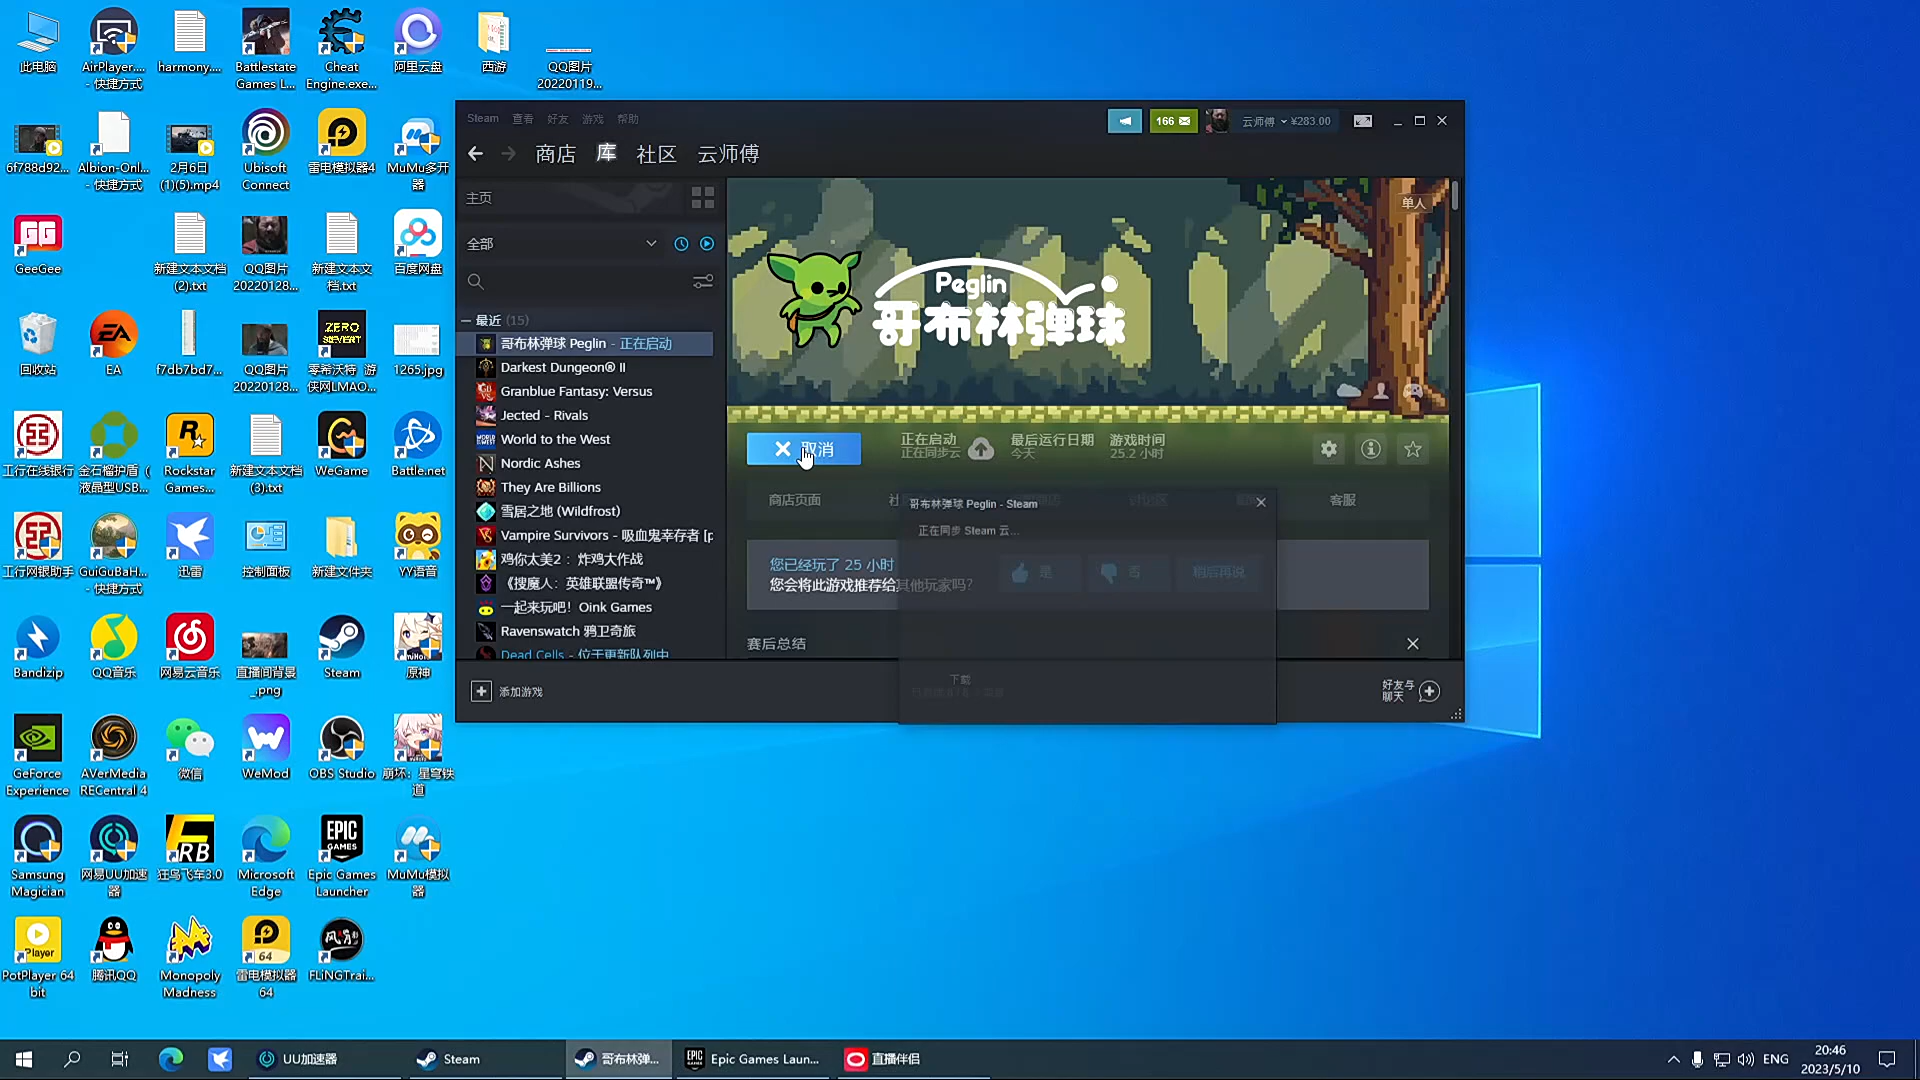 此电脑
AirPlayer....
- 快捷方式
harmony....
Battlestate
Games L...
Cheat
Engine.exe...
阿里云盘
西游
QQ图片
20220119...
6f788d92...
Albion-Onl...
- 快捷方式
2月6日
(1)(5).mp4
Ubisoft
Connect
雷电模拟器4
MuMu多开
器
GeeGee
新建文本文档
(2).txt
QQ图片
20220128...
新建文本文
档.txt
百度网盘
回收站
EA
f7db7bd7...
QQ图片
20220128...
零希沃特 游
侠网LMAO...
1265.jpg
工行在线银行
金石榴护盾（
液晶型USB...
Rockstar
Games...
新建文本文档
(3).txt
WeGame
Battle.net
工行网银助手
GuiGuBaH...
- 快捷方式
迅雷
控制面板
新建文件夹
YY语音
Bandizip
QQ音乐
网易云音乐
直播间背景
.png
Steam
原神
GeForce
Experience
AVerMedia
RECentral 4
微信
WeMod
OBS Studio
崩坏：星穹铁
道
Samsung
Magician
网易UU加速
器
狂鸟飞车3.0
Microsoft
Edge
Epic Games
Launcher
MuMu模拟
器
PotPlayer 64
bit
腾讯QQ
Monopoly
Madness
雷电模拟器
64
FLiNGTrai...
Steam 查看 好友 游戏 帮助
166
云师傅 ¥283.00
商店 库 社区 云师傅
主页
全部
最近 (15)
哥布林弹球 Peglin - 正在启动
Darkest Dungeon® II
Granblue Fantasy: Versus
Jected - Rivals
World to the West
Nordic Ashes
They Are Billions
雪居之地 (Wildfrost)
Vampire Survivors - 吸血鬼幸存者 [p
鸡你太美2 ：炸鸡大作战
《搜魔人：英雄联盟传奇™》
一起来玩吧！Oink Games
Ravenswatch 鸦卫奇旅
Dead Cells - 位于更新队列中
添加游戏
单人
Peglin
哥布林弹球
取消
正在启动
正在同步云
最后运行日期
今天
游戏时间
25.2 小时
商店页面
客服
哥布林弹球 Peglin - Steam
正在同步 Steam 云...
您已经玩了 25 小时
您会将此游戏推荐给其他玩家吗?
是
否
稍后再说
赛后总结
下载
好友与
聊天
UU加速器
Steam
哥布林弹...
Epic Games Laun...
直播伴侣
ENG
20:46
2023/5/10